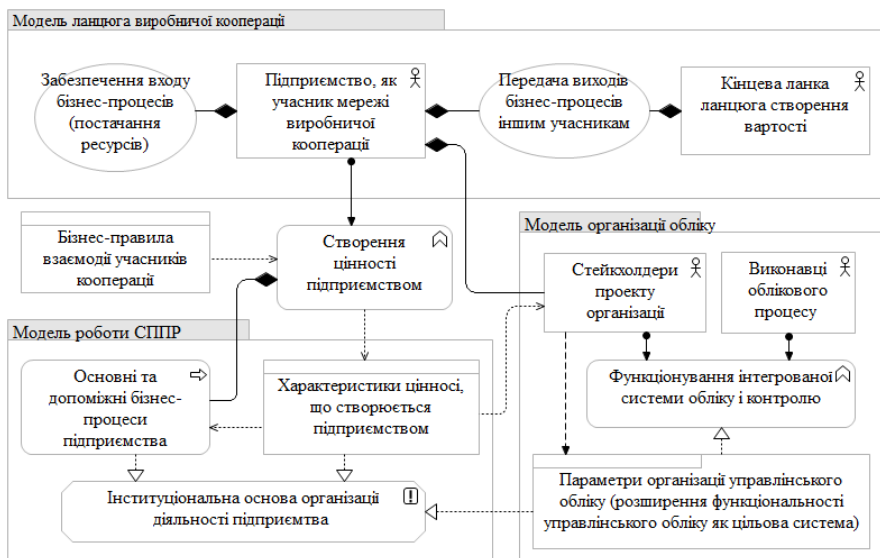 Модель ланцюга виробничої кооперації
Забезпечення входу
бізнес-процесів
(постачання
ресурсів)
Підприємство, як
учасник мережі
виробничої
кооперації
Передача виходів
бізнес-процесів
іншим учасникам
Кінцева ланка
ланцюга створення
вартості
Бізнес-правила
взаємодії учасників
кооперації
Створення
цінності
підприємством
Модель організації обліку
Стейкхолдери
проекту
організації
Виконавці
облікового
процесу
Модель роботи СППР
Основні та
допоміжні бізнес-
процеси
підприємства
Характеристики цінносі,
що створюється
підприємством
Функціонування інтегрованої
системи обліку і контролю
Інституціональна основа організації
діяльності підприємтва
Параметри організації управлінського
обліку (розширення функціональності
управлінського обліку як цільова система)